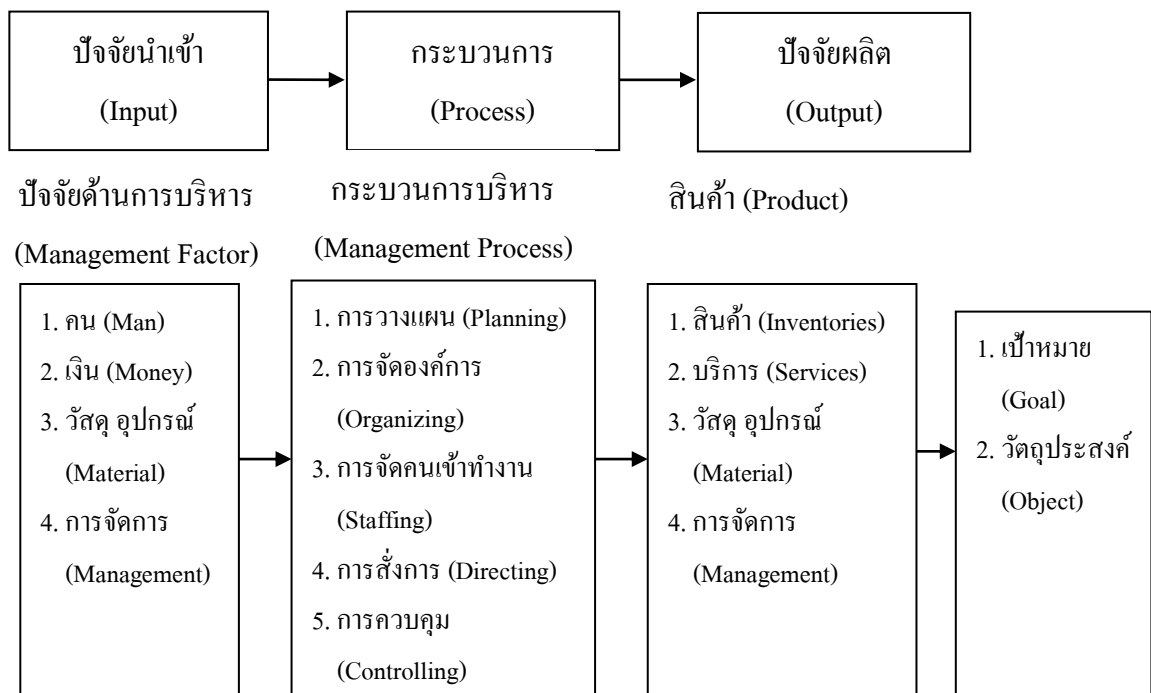 ปัจจัยนำเข้า
(Input)
กระบวนการ
(Process)
ปัจจัยผลิต
(Output)
ปัจจัยด้านการบริหาร
(Management Factor)
กระบวนการบริหาร
(Management Process)
สินค้า (Product)
1. คน (Man)
2. เงิน (Money)
3. วัสดุ อุปกรณ์
(Material)
4. การจัดการ
(Management)
1. การวางแผน (Planning)
2. การจัดองค์การ
(Organizing)
3. การจัดคนเข้าทำงาน
(Staffing)
4. การสั่งการ (Directing)
5. การควบคุม
(Controlling)
1. สินค้า (Inventories)
2. บริการ (Services)
3. วัสดุ อุปกรณ์
(Material)
4. การจัดการ
(Management)
1. เป้าหมาย
(Goal)
2. วัตถุประสงค์
(Object)